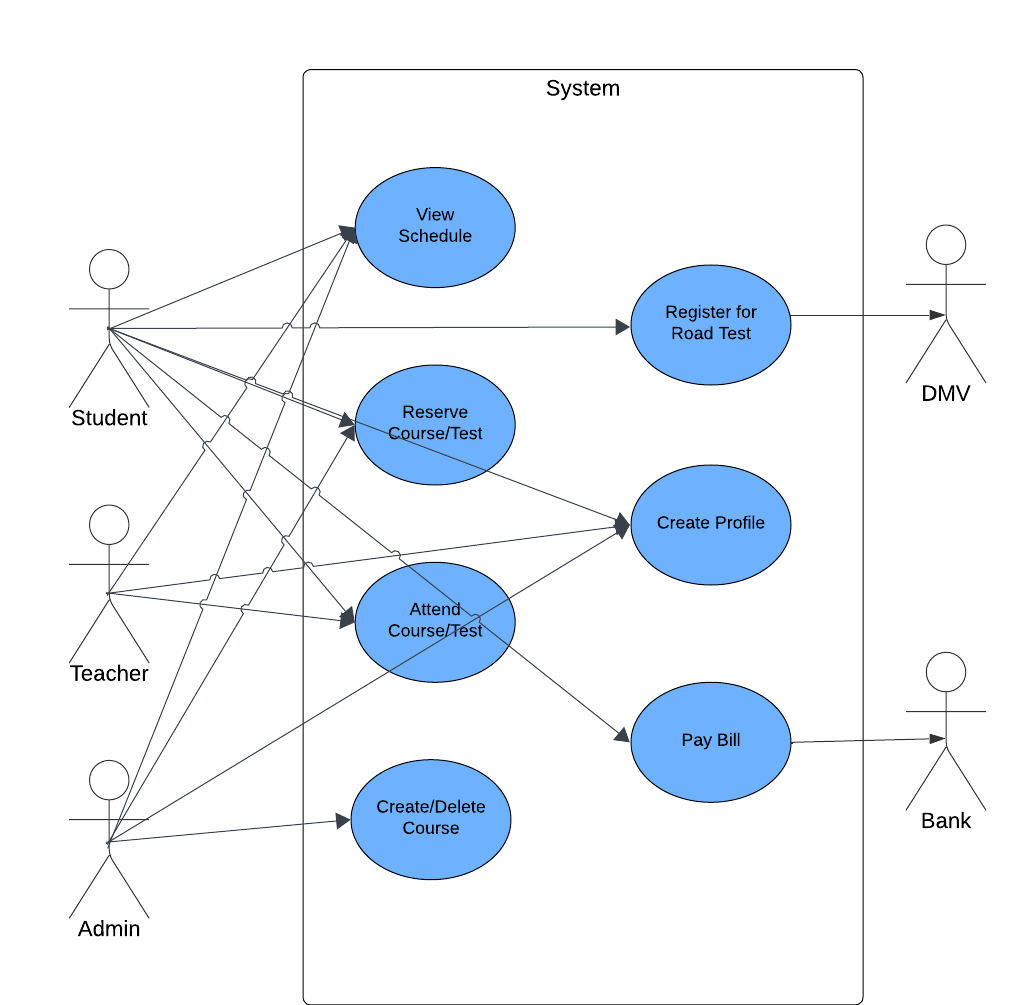 System
View
Schedule
Register for
Road Test
DMV
Student
Reserve
Course/Test
Create Profile
Attend
Course/Test
Teacher
Pay Bill
Bank
Create/Delete
Course
Admin